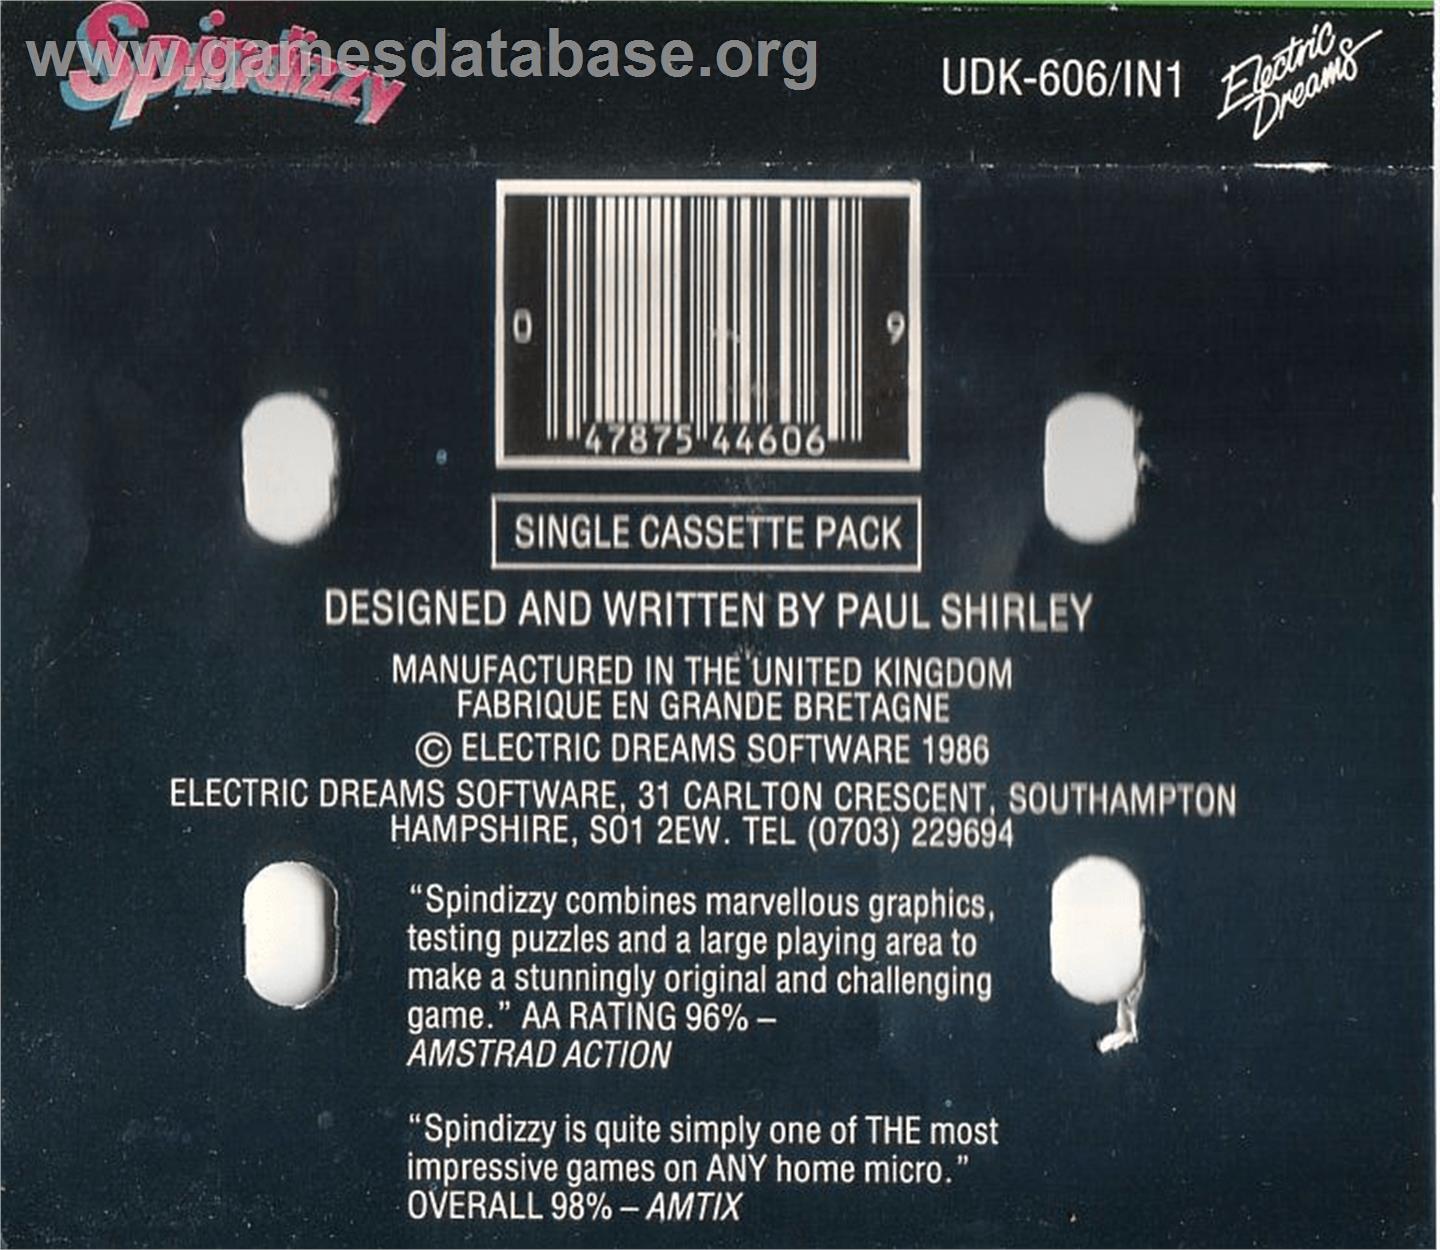 Spindizzy
www.gamesdatabase.org
UDK-606/IN1
Electric Dreams
0 9
47875 44606
SINGLE CASSETTE PACK
DESIGNED AND WRITTEN BY PAUL SHIRLEY
MANUFACTURED IN THE UNITED KINGDOM
FABRIQUE EN GRANDE BRETAGNE
© ELECTRIC DREAMS SOFTWARE 1986
ELECTRIC DREAMS SOFTWARE, 31 CARLTON CRESCENT, SOUTHAMPTON
HAMPSHIRE, SO1 2EW. TEL (0703) 229694
“Spindizzy combines marvellous graphics,
testing puzzles and a large playing area to
make a stunningly original and challenging
game.” AA RATING 96% –
AMSTRAD ACTION
“Spindizzy is quite simply one of THE most
impressive games on ANY home micro.”
OVERALL 98% – AMTIX